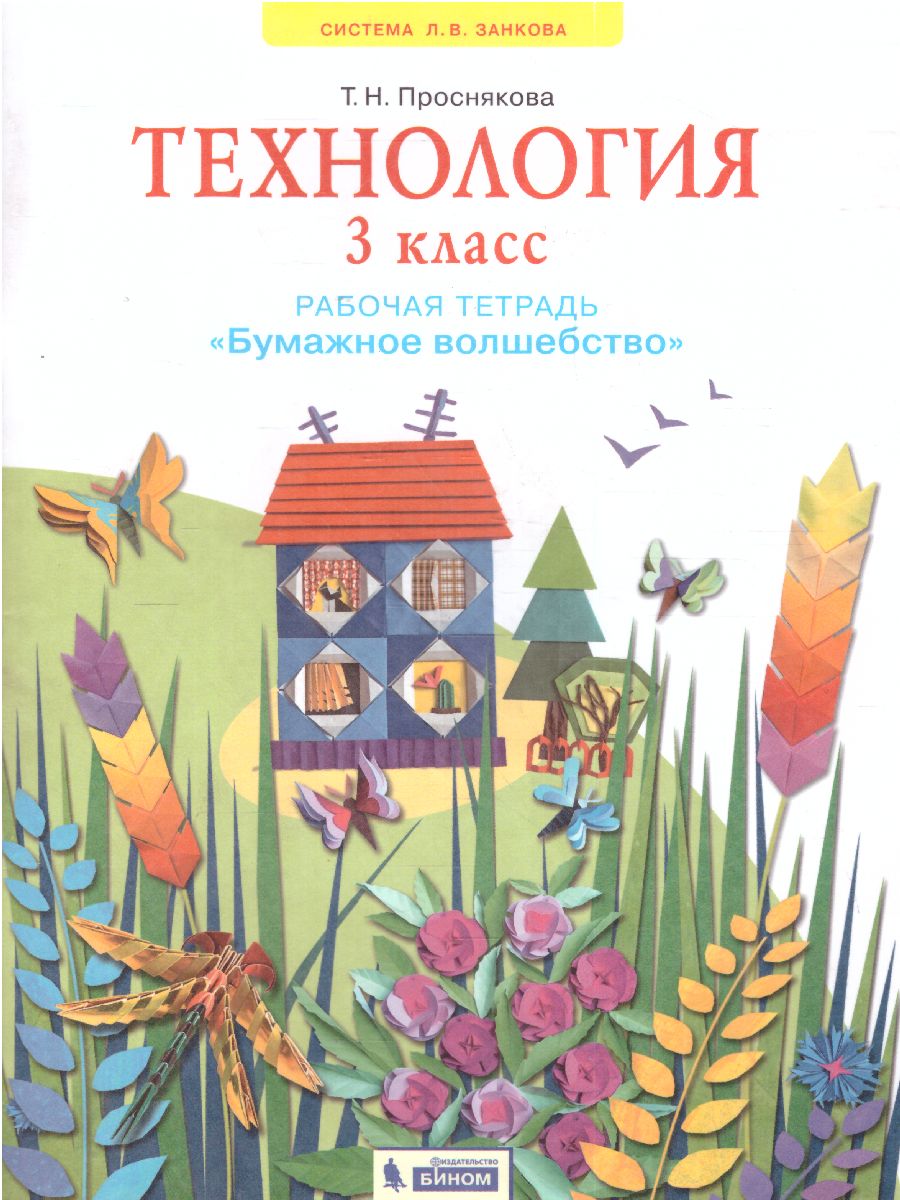 СИСТЕМА Л. В. ЗАНКОВА
Т. Н. Проснякова
ТЕХНОЛОГИЯ
3 класс
РАБОЧАЯ ТЕТРАДЬ
«Бумажное волшебство»
ИЗДАТЕЛЬСТВО
БИНОМ